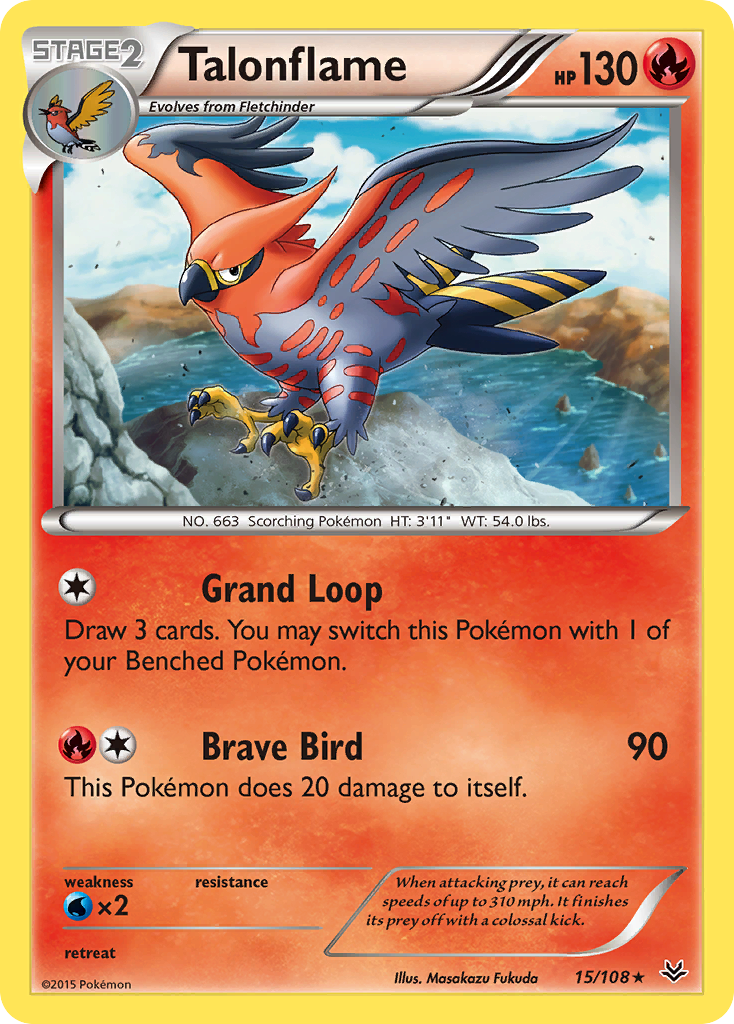 STAGE2
Talonflame
HP130
Evolves from Fletchinder
NO. 663 Scorching Pokémon HT: 3'11" WT: 54.0 lbs.
Grand Loop
Draw 3 cards. You may switch this Pokémon with 1 of
your Benched Pokémon.
Brave Bird 90
This Pokémon does 20 damage to itself.
weakness resistance
×2
retreat
When attacking prey, it can reach
speeds of up to 310 mph. It finishes
its prey off with a colossal kick.
©2015 Pokémon
Illus. Masakazu Fukuda
15/108★